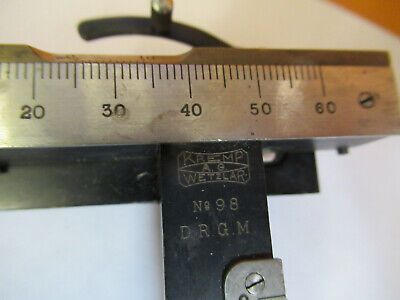 20 30 40 50 60
KREMP
A G
WETZLAR
No 98
D.R.G.M